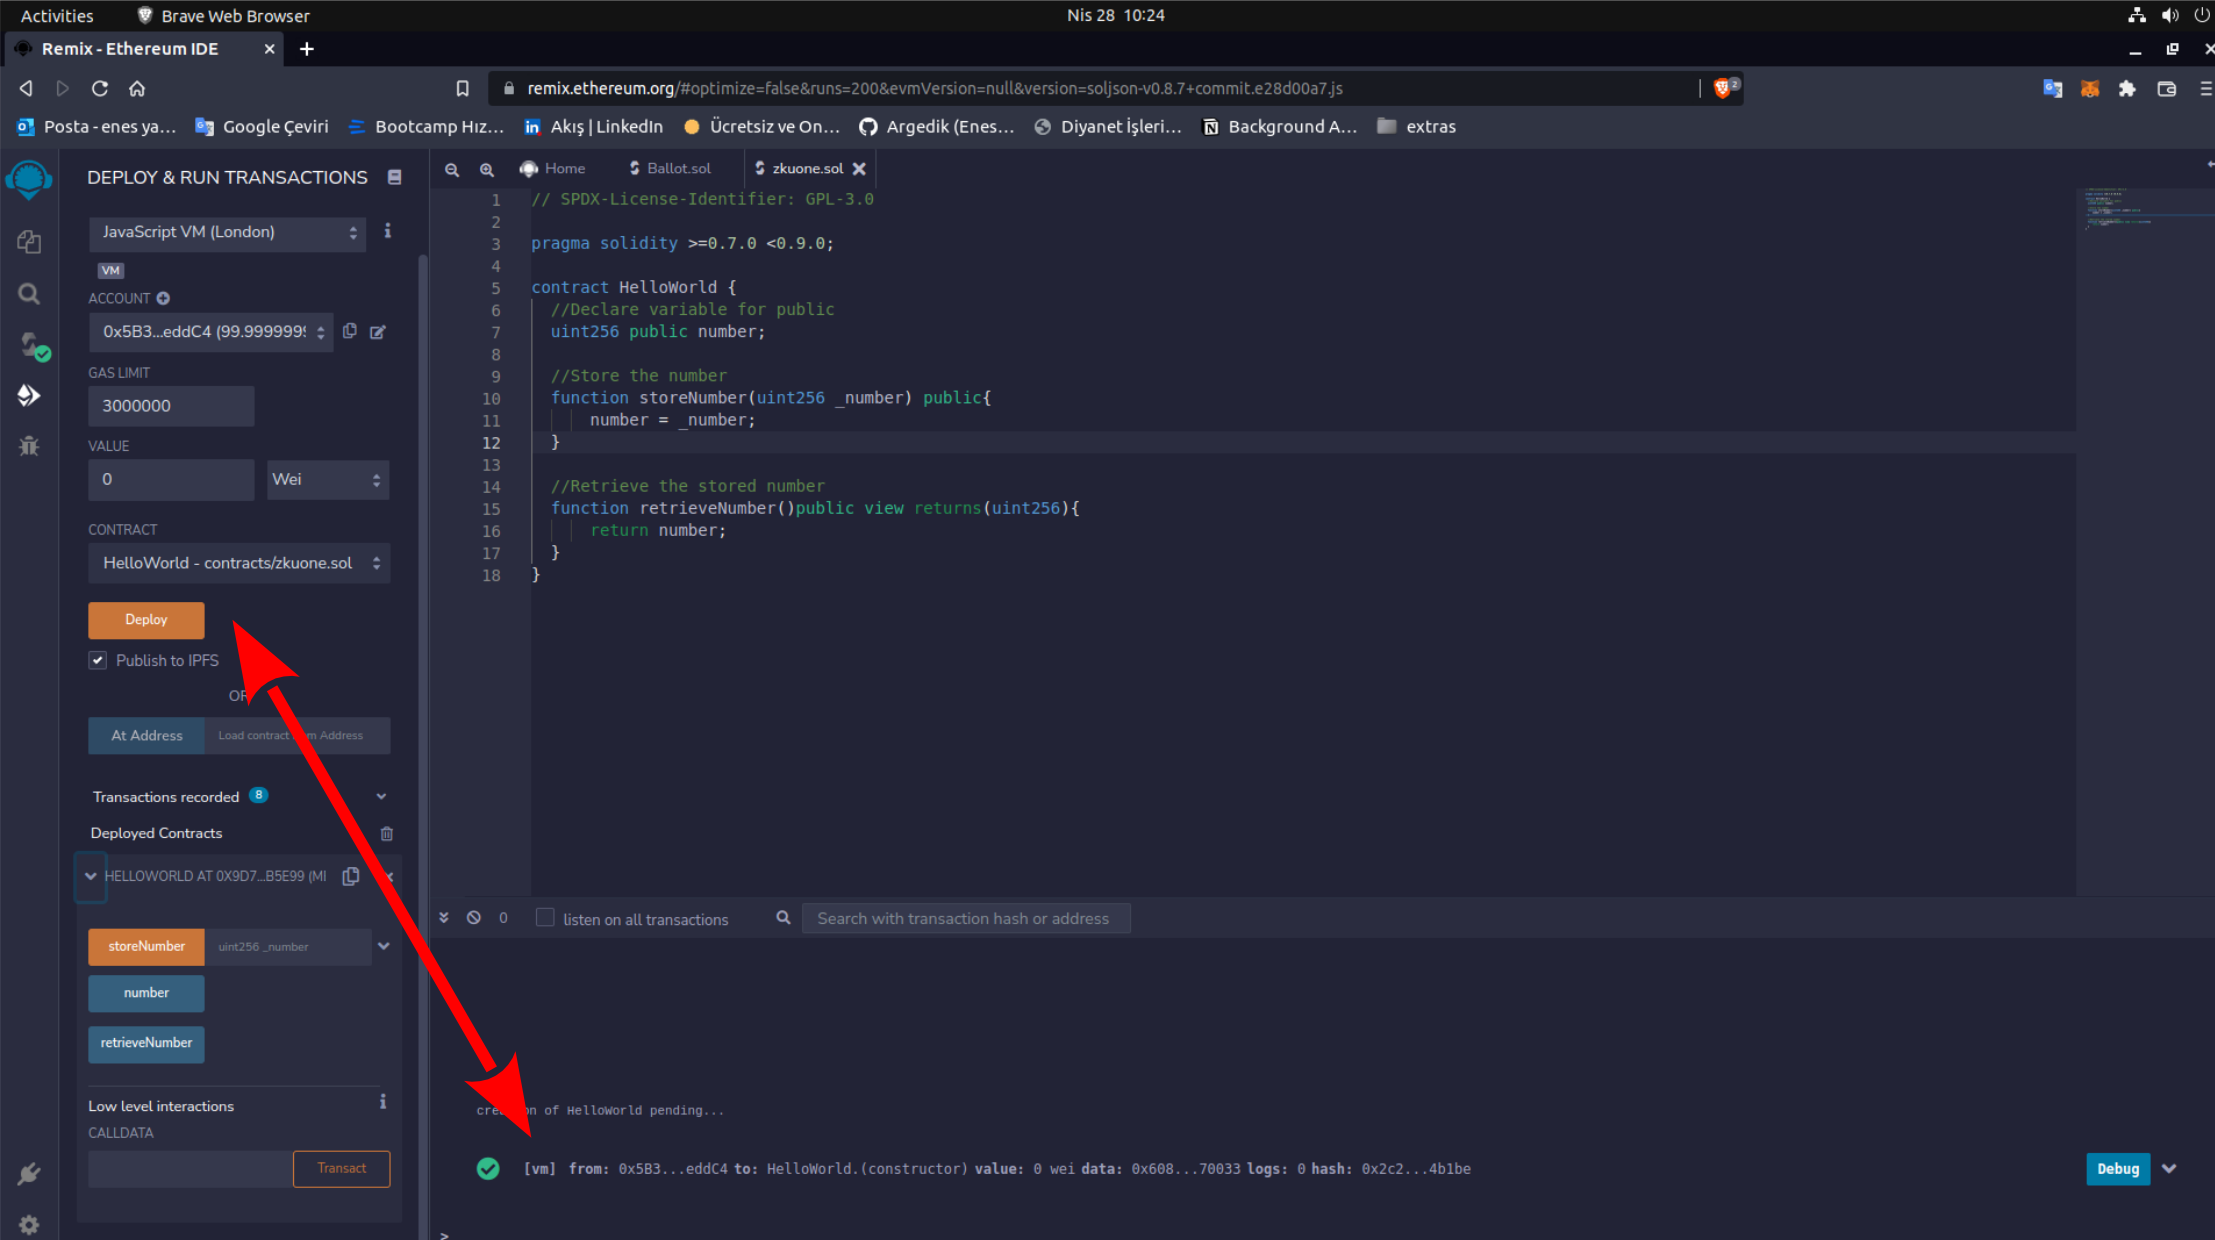 Activities
Brave Web Browser
Nis 28 10:24
Remix - Ethereum IDE
remix.ethereum.org/#optimize=false&runs=200&evmVersion=null&version=soljson-v0.8.7+commit.e28d00a7.js
2
Posta - enes ya...
Google Çeviri
Bootcamp Hız...
Akış | LinkedIn
Ücretsiz ve On...
Argedik (Enes...
Diyanet İşleri...
Background A...
extras
DEPLOY & RUN TRANSACTIONS
JavaScript VM (London)
VM
ACCOUNT
0x5B3...eddC4 (99.9999999
GAS LIMIT
3000000
VALUE
0
Wei
CONTRACT
HelloWorld - contracts/zkuone.sol
Deploy
Publish to IPFS
OR
At Address
Load contract Address
Transactions recorded 8
Deployed Contracts
HELLOWORLD AT 0X9D7...B5E99 (MI
storeNumber
uint256 _number
number
retrieveNumber
Low level interactions
CALLDATA
Transact
Home
Ballot.sol
zkuone.sol
1 // SPDX-License-Identifier: GPL-3.0
2
3 pragma solidity >=0.7.0 <0.9.0;
4
5 contract HelloWorld {
6 //Declare variable for public
7 uint256 public number;
8
9 //Store the number
10 function storeNumber(uint256 _number) public{
11 number = _number;
12 }
13
14 //Retrieve the stored number
15 function retrieveNumber()public view returns(uint256){
16 return number;
17 }
18 }
0
listen on all transactions
Search with transaction hash or address
of HelloWorld pending...
[vm] from: 0x5B3...eddC4 to: HelloWorld.(constructor) value: 0 wei data: 0x608...70033 logs: 0 hash: 0x2c2...4b1be
Debug
>